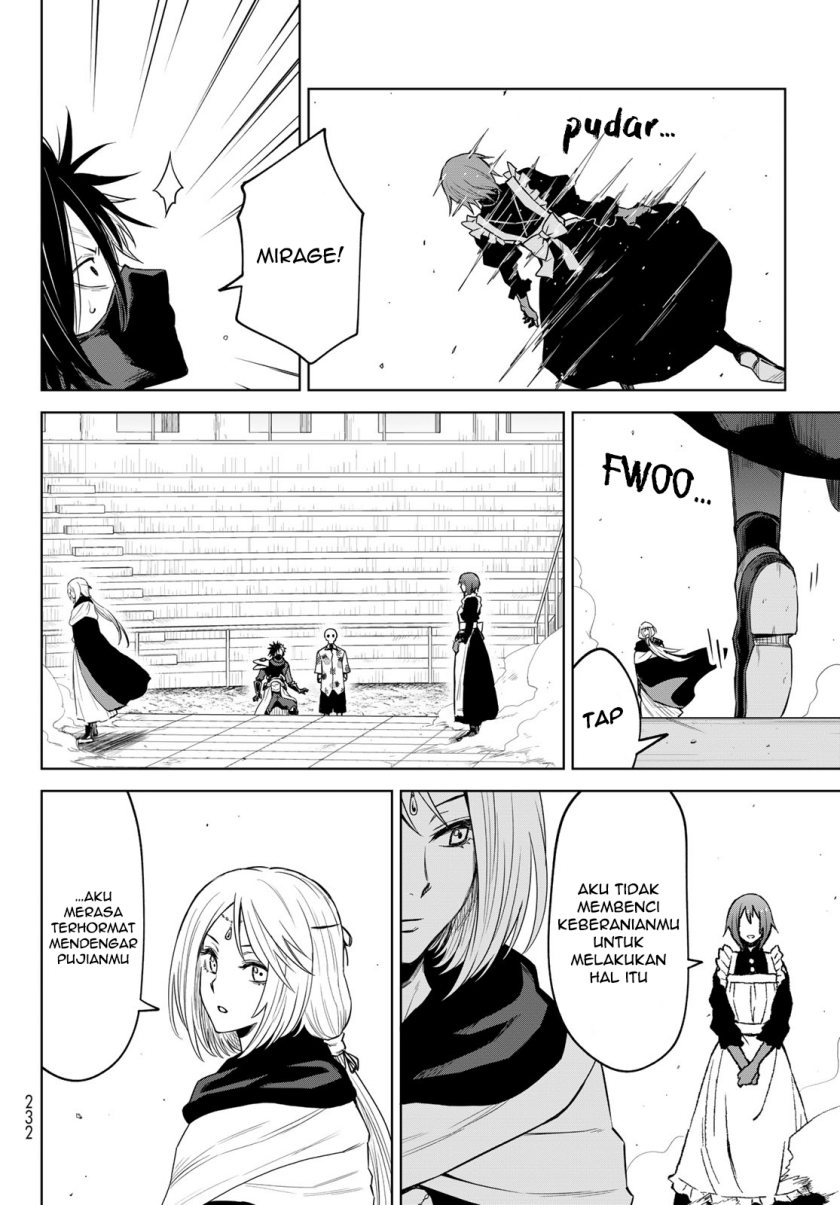 pudar...
MIRAGE!
FWOO...
TAP
AKU TIDAK
MEMBENCI
KEBERANIANMU
UNTUK
MELAKUKAN
HAL ITU
...AKU
MERASA
TERHORMAT
MENDENGAR
PUJIANMU
232